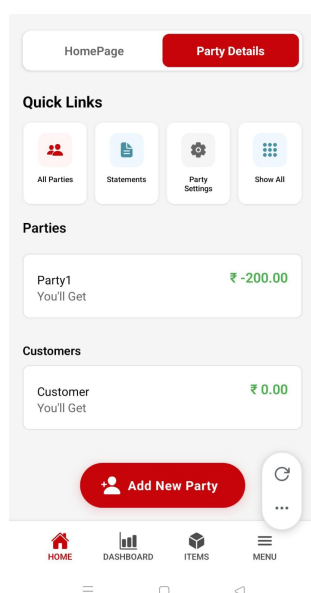 HomePage
Party Details
Quick Links
All Parties
Statements
Party
Settings
Show All
Parties
Party1
₹ -200.00
You'll Get
Customers
Customer
₹ 0.00
You'll Get
Add New Party
HOME
DASHBOARD
ITEMS
MENU